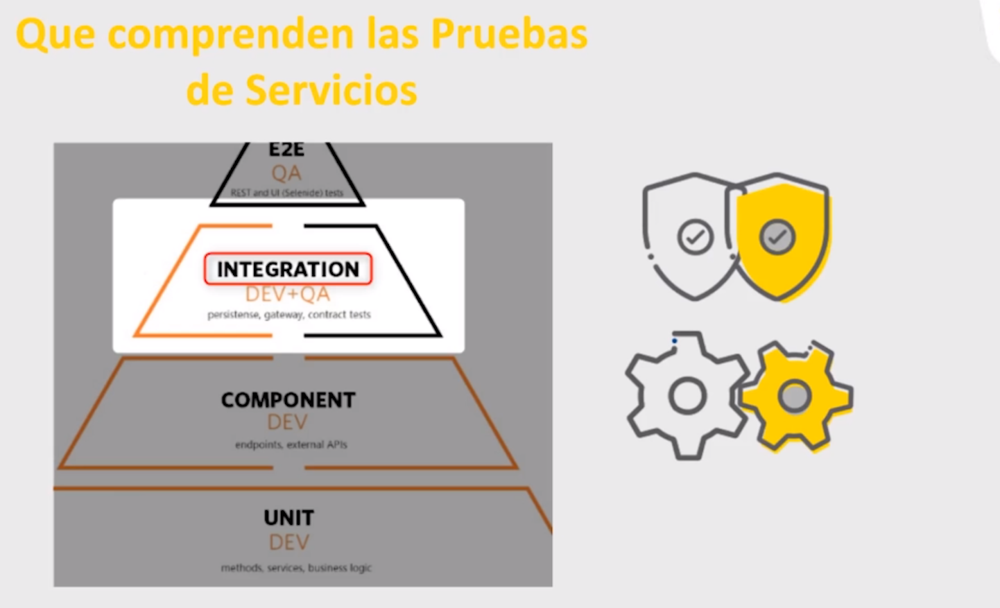 Que comprenden las Pruebas
de Servicios
E2E
QA
REST and UI (Selenide) tests
INTEGRATION
DEV+QA
persistense, gateway, contract tests
COMPONENT
DEV
endpoints, external APIs
UNIT
DEV
methods, services, business logic